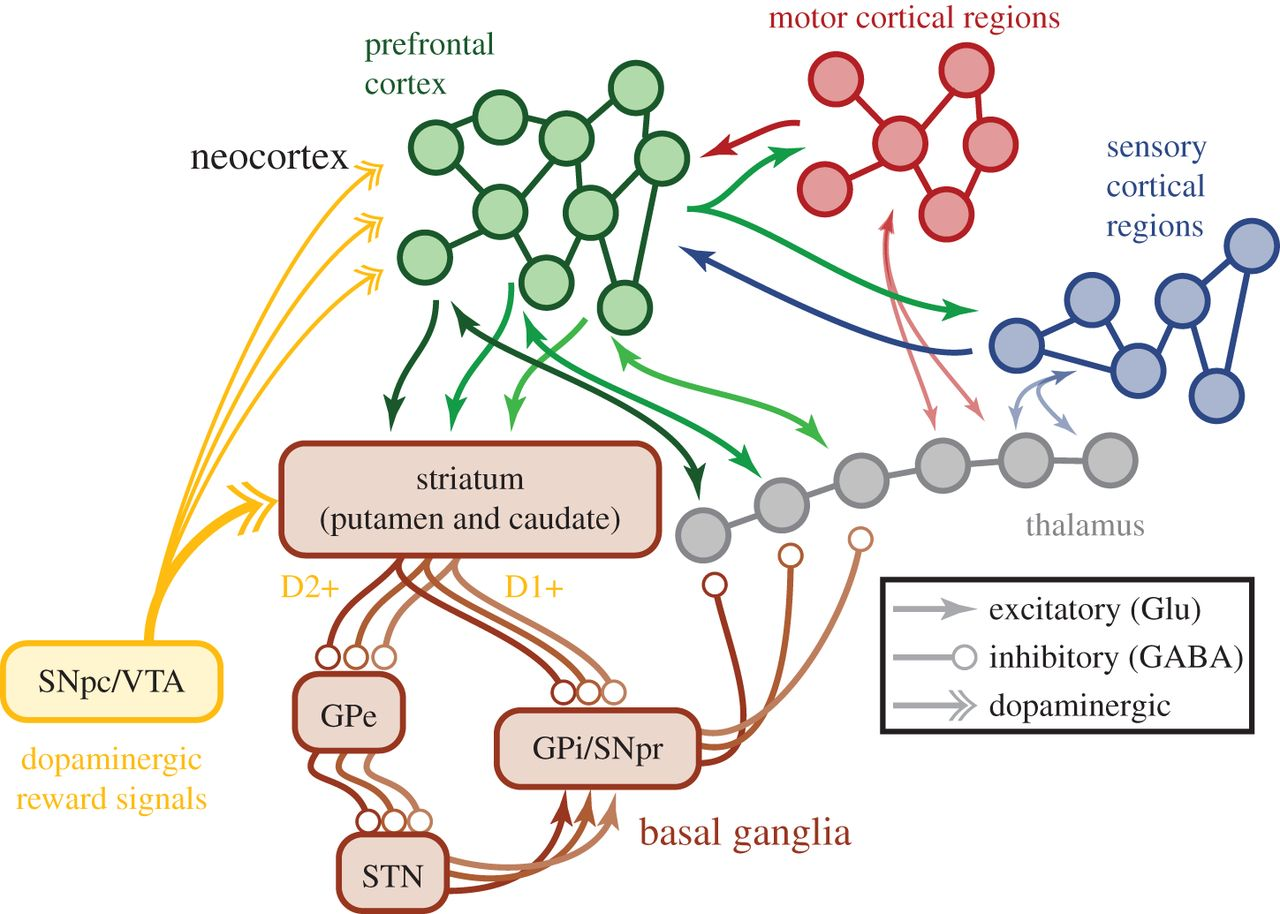 motor cortical regions
prefrontal
cortex
neocortex
sensory
cortical
regions
striatum
(putamen and caudate)
thalamus
D2+
D1+
excitatory (Glu)
inhibitory (GABA)
dopaminergic
SNpc/VTA
GPe
GPi/SNpr
dopaminergic
reward signals
basal ganglia
STN